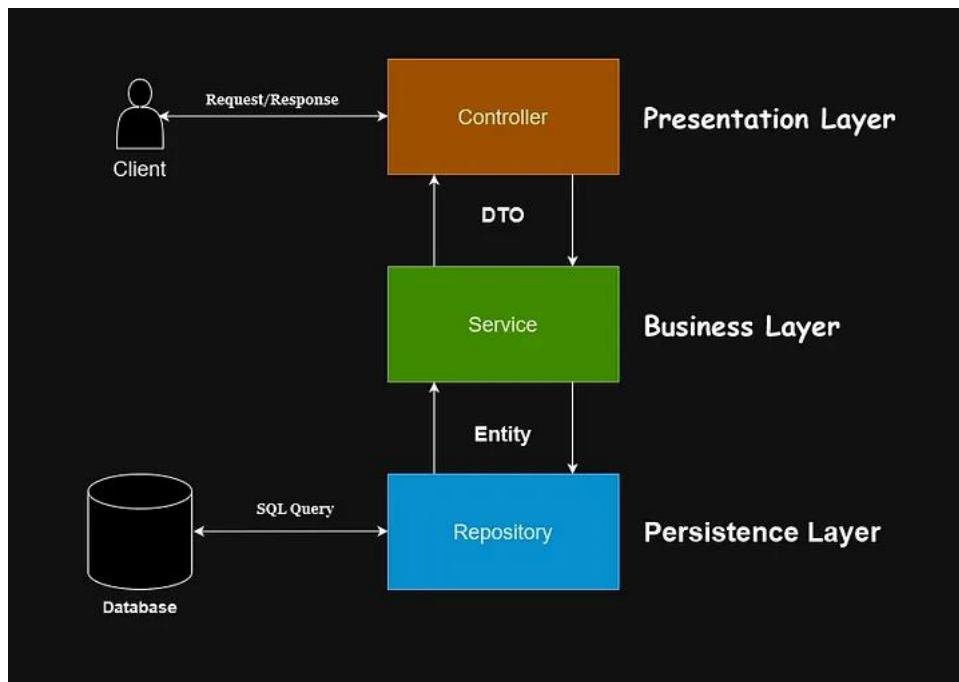 Request/Response
Controller
Presentation Layer
Client
DTO
Service
Business Layer
Entity
SQL Query
Repository
Persistence Layer
Database